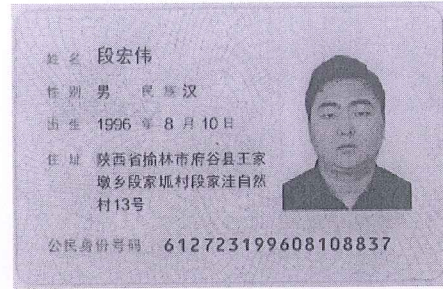 姓名 段宏伟
性别 男 民族 汉
出生 1996 年 8 月 10 日
住址 陕西省榆林市府谷县王家
墩乡段家坬村段家洼自然
村13号
公民身份号码 612723199608108837